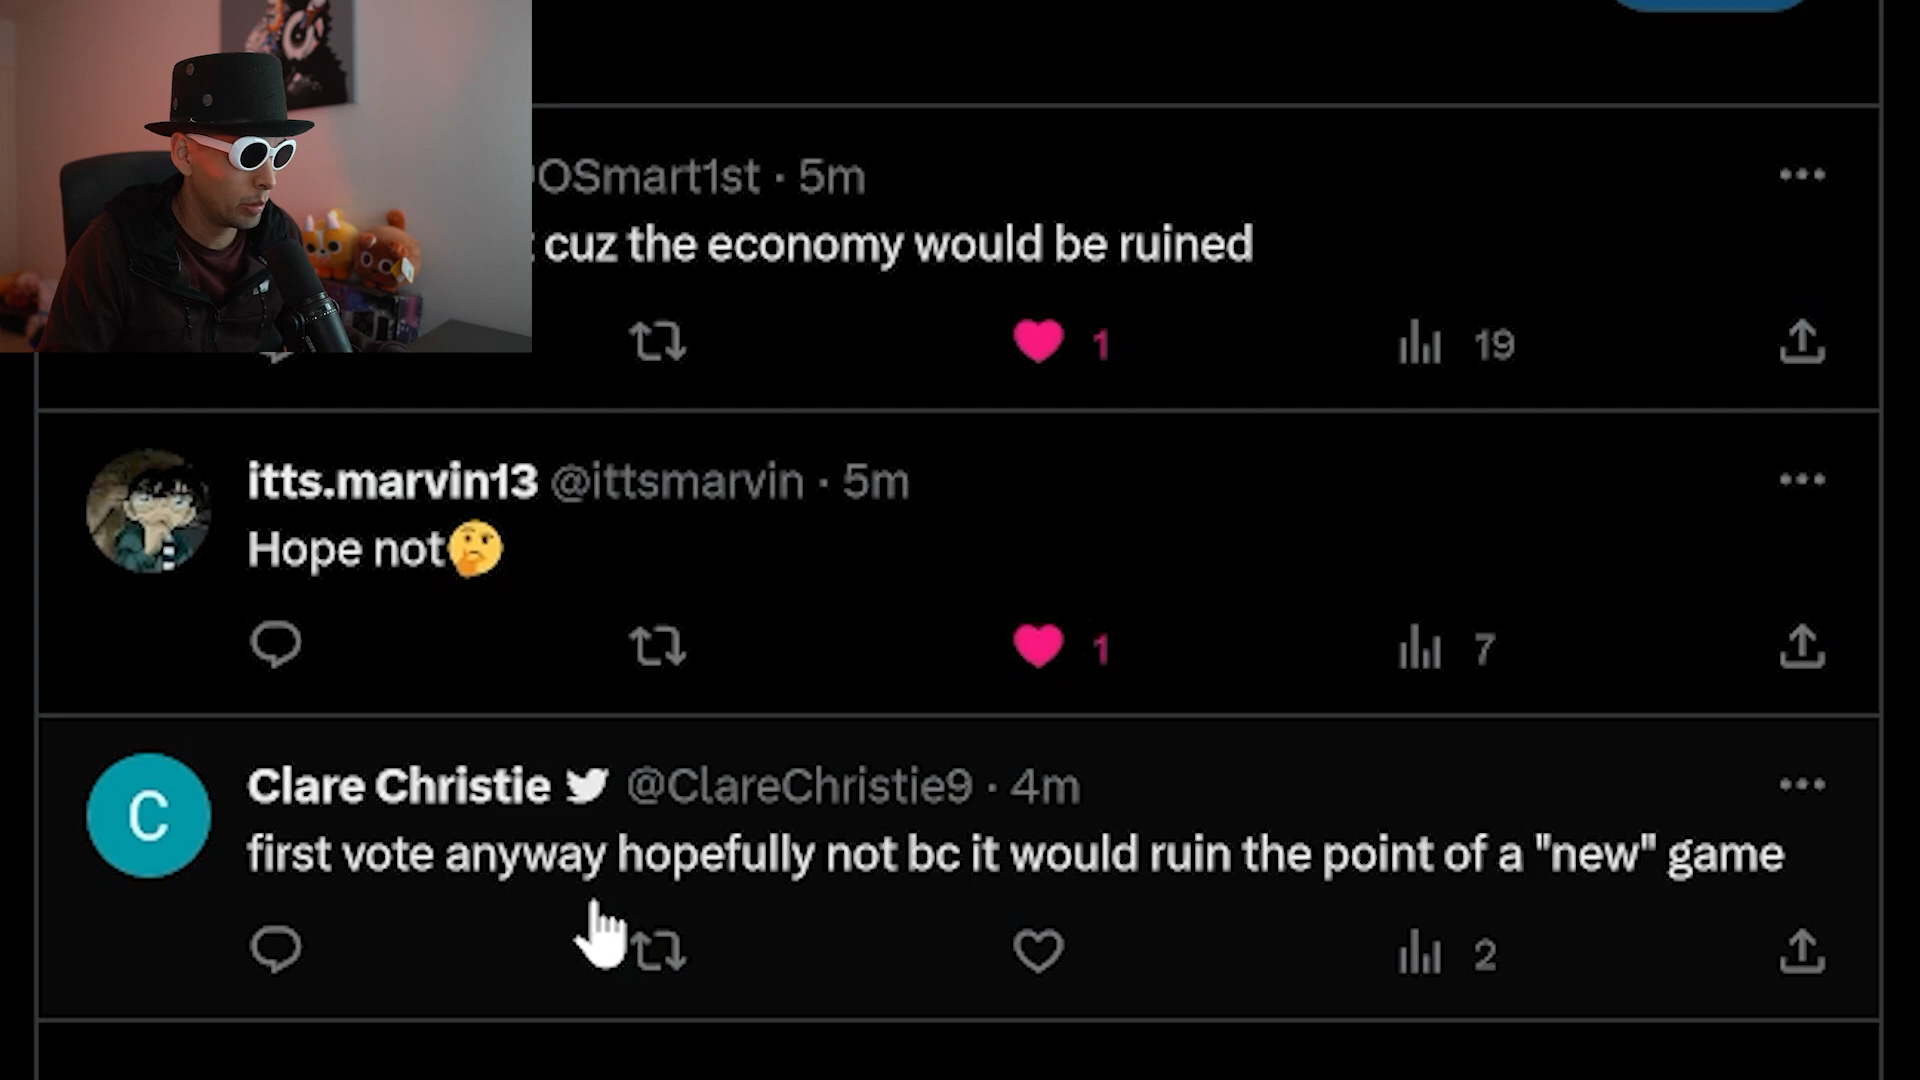 OSmart1st · 5m
cuz the economy would be ruined
1
19
itts.marvin13 @ittsmarvin · 5m
Hope not🤔
1
7
C
Clare Christie @ClareChristie9 · 4m
first vote anyway hopefully not bc it would ruin the point of a "new" game
2